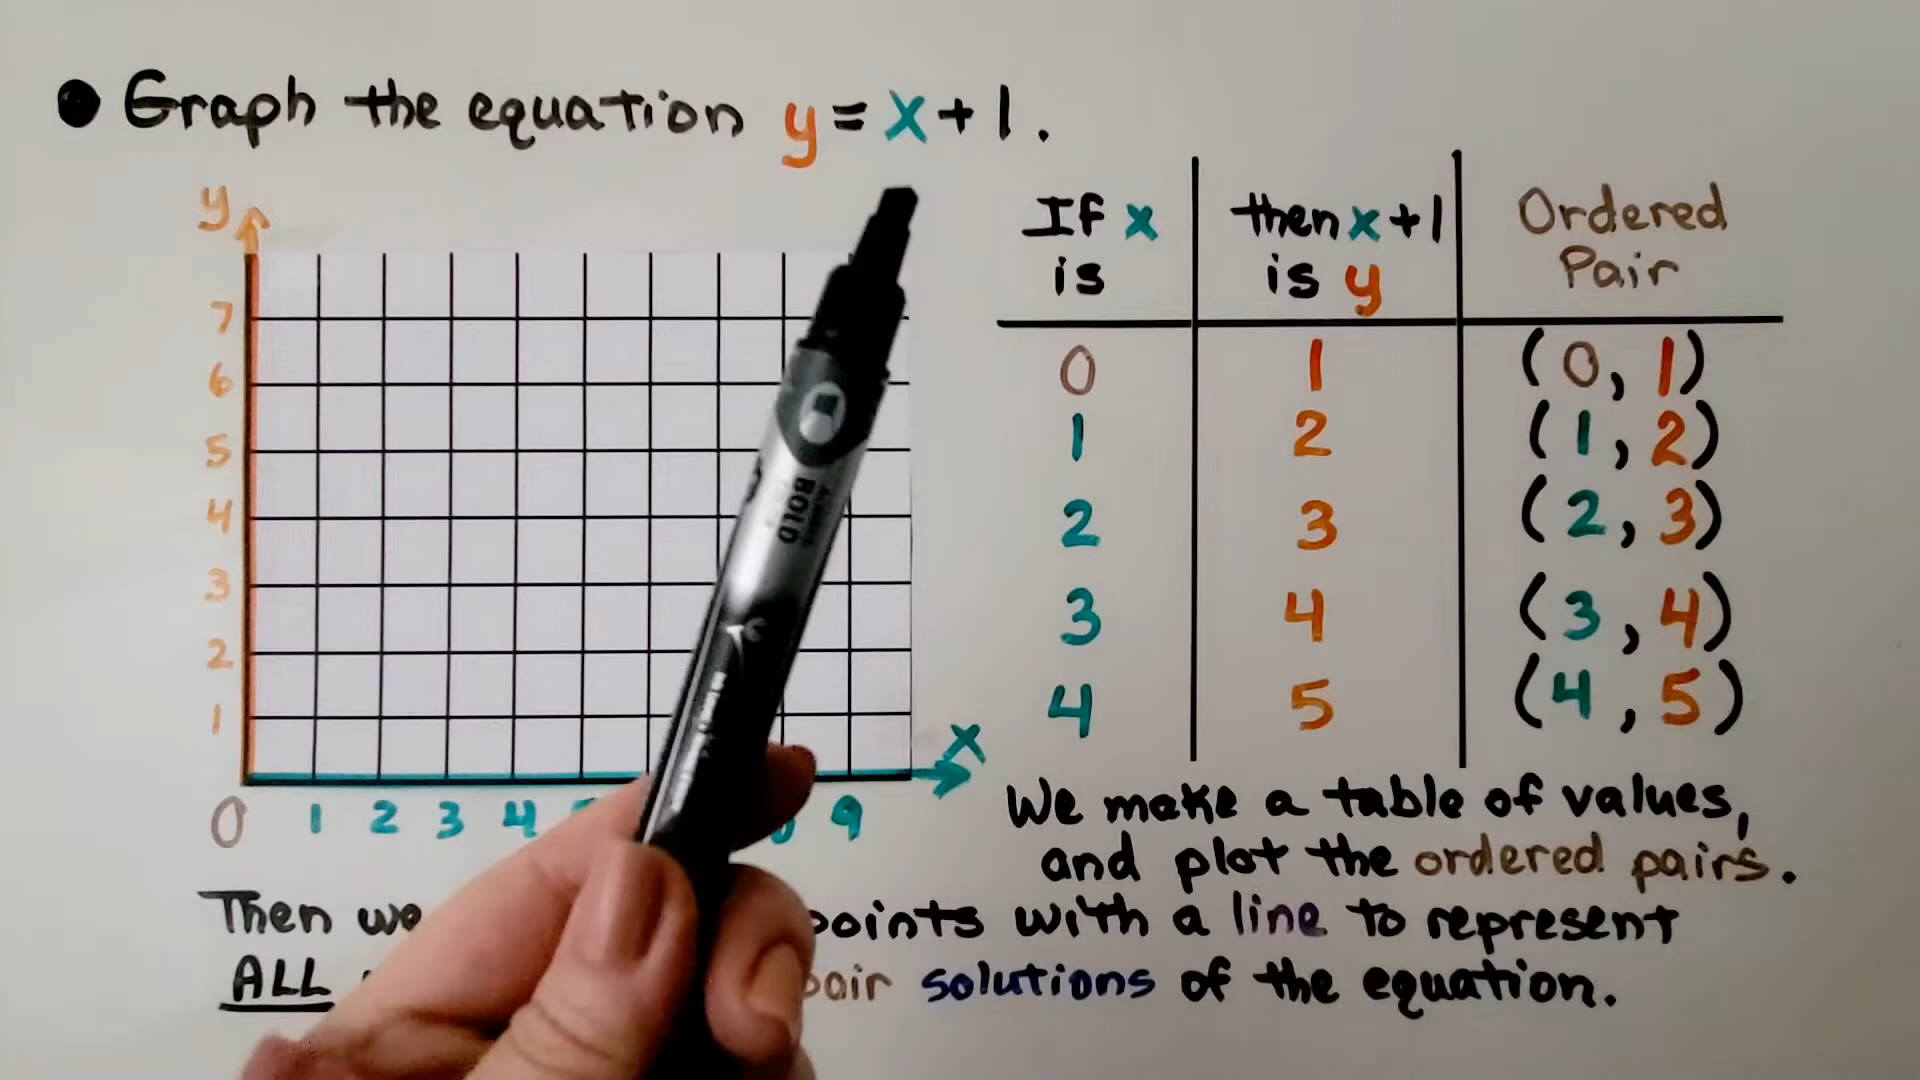 Graph the equation y = x + 1.
y
7
6
5
4
3
2
1
0 1 2 3 4 9
x
If x is
then x + 1 is y
Ordered Pair
0 1 (0, 1)
1 2 (1, 2)
2 3 (2, 3)
3 4 (3, 4)
4 5 (4, 5)
We make a table of values,
and plot the ordered pairs.
Then we points with a line to represent
ALL pair solutions of the equation.
BOLD